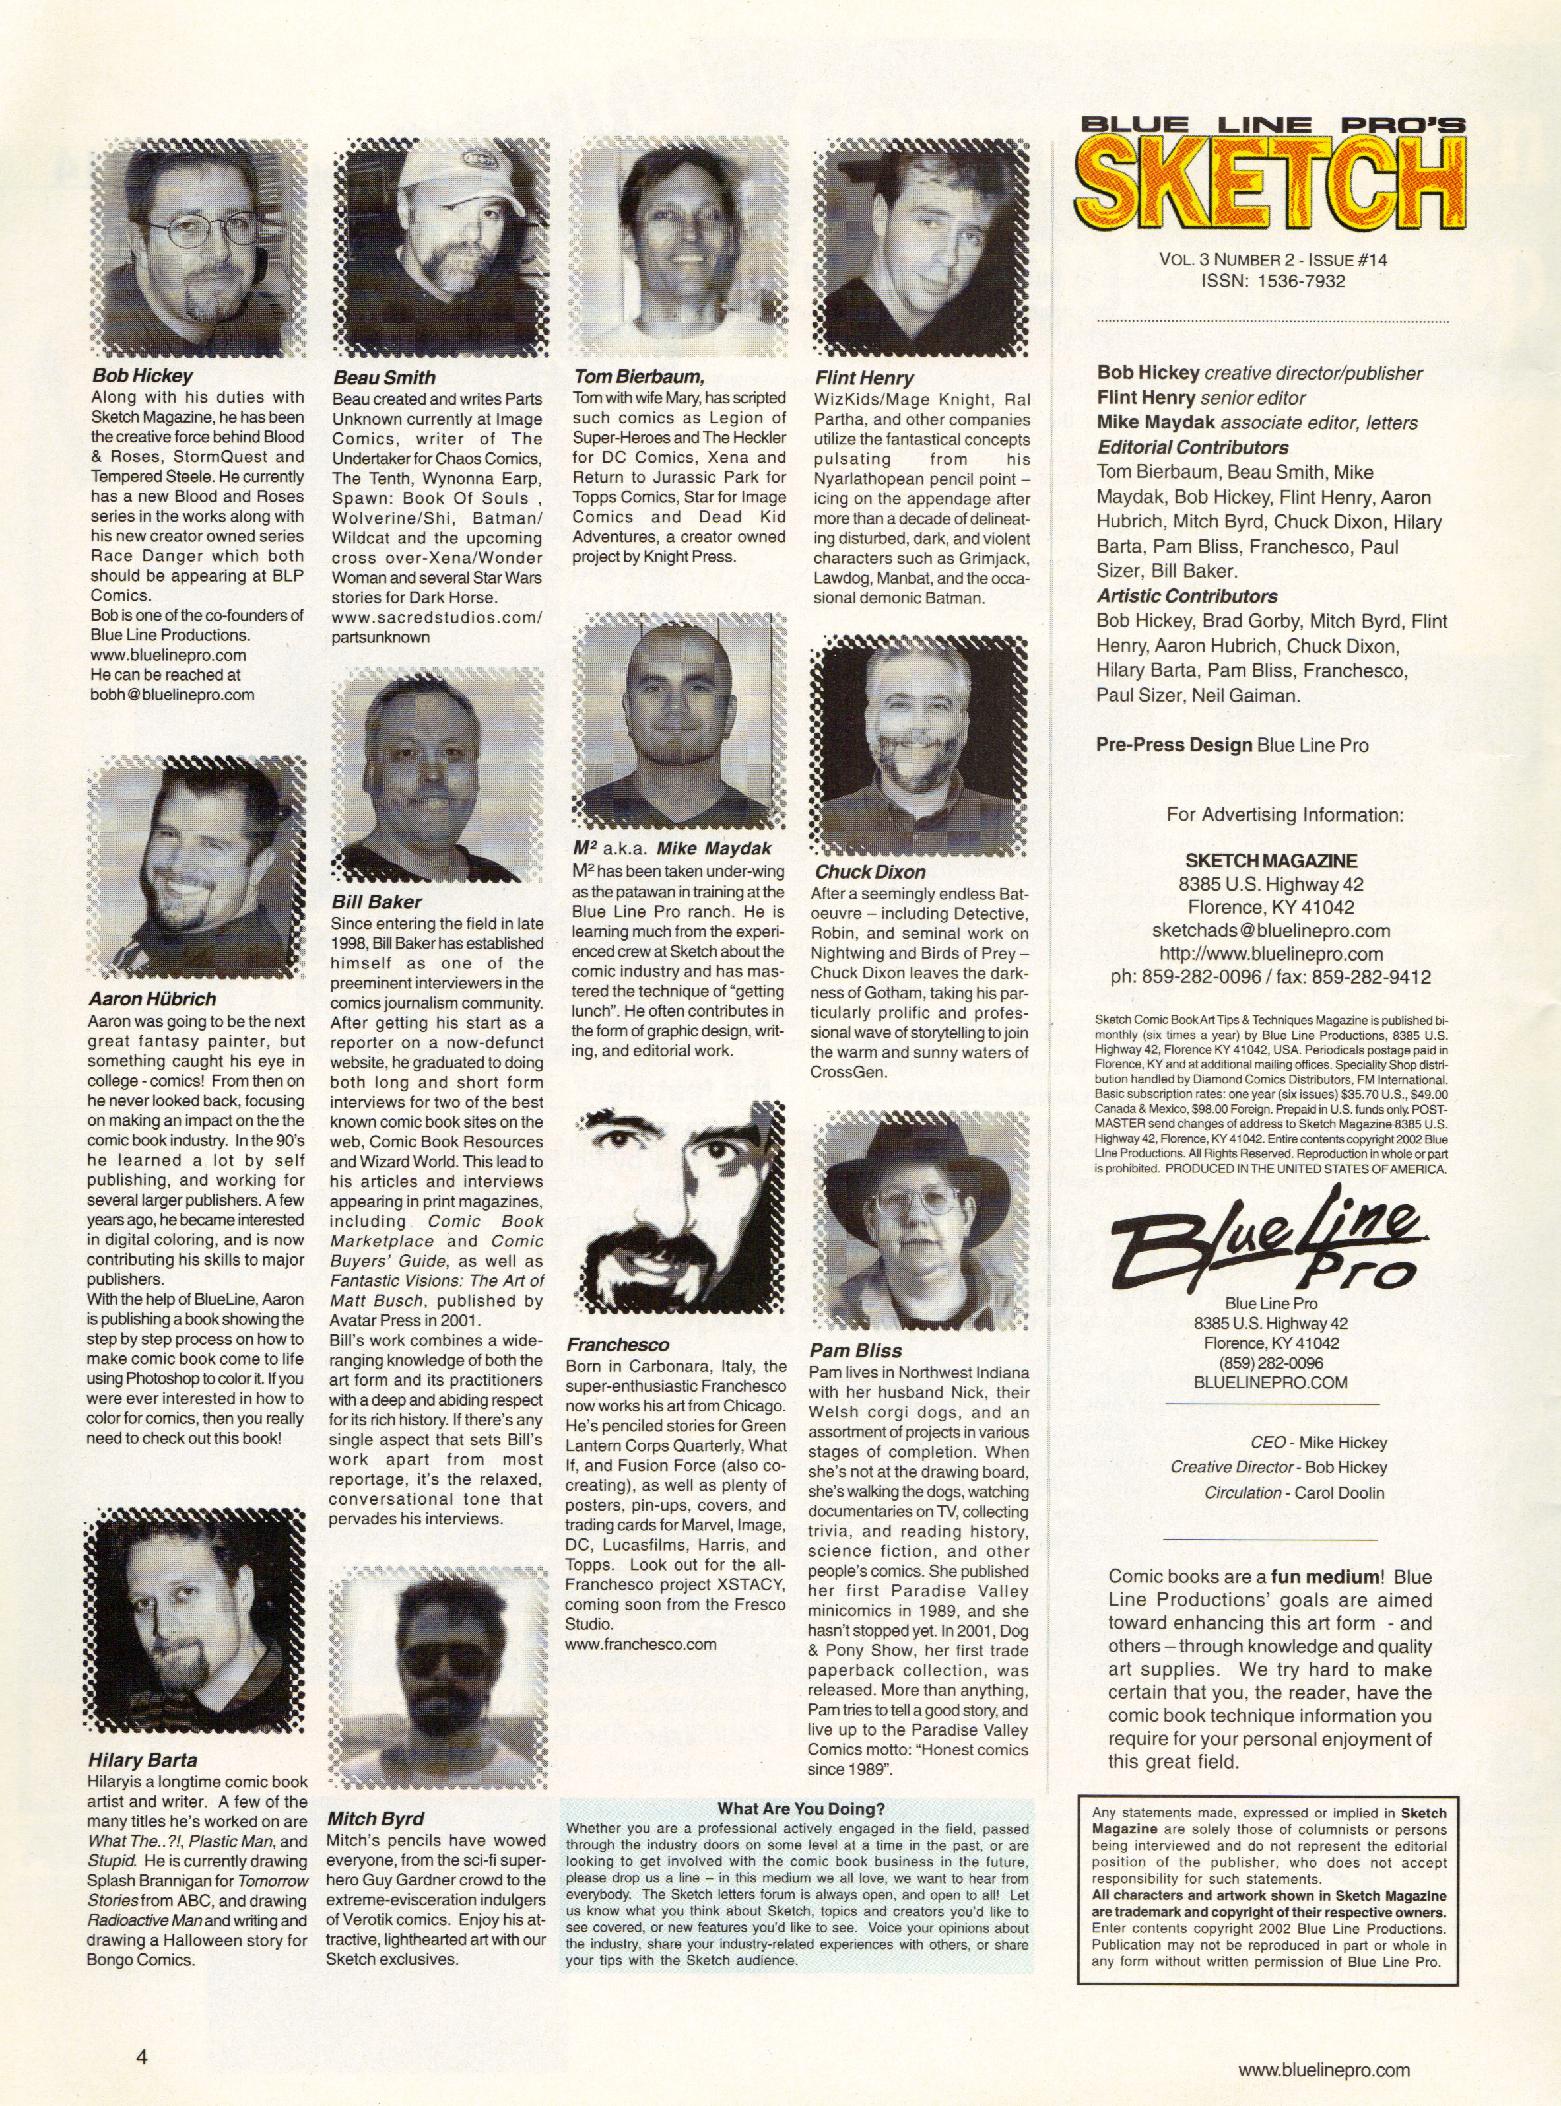 Bob Hickey
Along with his duties with
Sketch Magazine, he has been
the creative force behind Blood
& Roses, StormQuest and
Tempered Steele. He currently
has a new Blood and Roses
series in the works along with
his new creator owned series
Race Danger which both
should be appearing at BLP
Comics.
Bob is one of the co-founders of
Blue Line Productions.
www.bluelinepro.com
He can be reached at
bobh@bluelinepro.com
Aaron Hübrich
Aaron was going to be the next
great fantasy painter, but
something caught his eye in
college - comics! From then on
he never looked back, focusing
on making an impact on the the
comic book industry. In the 90's
he learned a lot by self
publishing, and working for
several larger publishers. A few
years ago, he became interested
in digital coloring, and is now
contributing his skills to major
publishers.
With the help of BlueLine, Aaron
is publishing a book showing the
step by step process on how to
make comic book come to life
using Photoshop to color it. If you
were ever interested in how to
color for comics, then you really
need to check out this book!
Hilary Barta
Hilaryis a longtime comic book
artist and writer. A few of the
many titles he's worked on are
What The..?!, Plastic Man, and
Stupid. He is currently drawing
Splash Brannigan for Tomorrow
Stories from ABC, and drawing
Radioactive Man and writing and
drawing a Halloween story for
Bongo Comics.
Beau Smith
Beau created and writes Parts
Unknown currently at Image
Comics, writer of The
Undertaker for Chaos Comics,
The Tenth, Wynonna Earp,
Spawn: Book Of Souls ,
Wolverine/Shi, Batman/
Wildcat and the upcoming
cross over-Xena/Wonder
Woman and several Star Wars
stories for Dark Horse.
www.sacredstudios.com/
partsunknown
Bill Baker
Since entering the field in late
1998, Bill Baker has established
himself as one of the
preeminent interviewers in the
comics journalism community.
After getting his start as a
reporter on a now-defunct
website, he graduated to doing
both long and short form
interviews for two of the best
known comic book sites on the
web, Comic Book Resources
and Wizard World. This lead to
his articles and interviews
appearing in print magazines,
including Comic Book
Marketplace and Comic
Buyers' Guide, as well as
Fantastic Visions: The Art of
Matt Busch, published by
Avatar Press in 2001.
Bill's work combines a wide-
ranging knowledge of both the
art form and its practitioners
with a deep and abiding respect
for its rich history. If there's any
single aspect that sets Bill's
work apart from most
reportage, it's the relaxed,
conversational tone that
pervades his interviews.
Mitch Byrd
Mitch's pencils have wowed
everyone, from the sci-fi super-
hero Guy Gardner crowd to the
extreme-evisceration indulgers
of Verotik comics. Enjoy his at-
tractive, lighthearted art with our
Sketch exclusives.
Tom Bierbaum,
Tom with wife Mary, has scripted
such comics as Legion of
Super-Heroes and The Heckler
for DC Comics, Xena and
Return to Jurassic Park for
Topps Comics, Star for Image
Comics and Dead Kid
Adventures, a creator owned
project by Knight Press.
M² a.k.a. Mike Maydak
M² has been taken under-wing
as the patawan in training at the
Blue Line Pro ranch. He is
learning much from the experi-
enced crew at Sketch about the
comic industry and has mas-
tered the technique of "getting
lunch". He often contributes in
the form of graphic design, writ-
ing, and editorial work.
Franchesco
Born in Carbonara, Italy, the
super-enthusiastic Franchesco
now works his art from Chicago.
He's penciled stories for Green
Lantern Corps Quarterly, What
If, and Fusion Force (also co-
creating), as well as plenty of
posters, pin-ups, covers, and
trading cards for Marvel, Image,
DC, Lucasfilms, Harris, and
Topps. Look out for the all-
Franchesco project XSTACY,
coming soon from the Fresco
Studio.
www.franchesco.com
Flint Henry
WizKids/Mage Knight, Ral
Partha, and other companies
utilize the fantastical concepts
pulsating from his
Nyarlathopean pencil point –
icing on the appendage after
more than a decade of delineat-
ing disturbed, dark, and violent
characters such as Grimjack,
Lawdog, Manbat, and the occa-
sional demonic Batman.
Chuck Dixon
After a seemingly endless Bat-
oeuvre – including Detective,
Robin, and seminal work on
Nightwing and Birds of Prey –
Chuck Dixon leaves the dark-
ness of Gotham, taking his par-
ticularly prolific and profes-
sional wave of storytelling to join
the warm and sunny waters of
CrossGen.
Pam Bliss
Pam lives in Northwest Indiana
with her husband Nick, their
Welsh corgi dogs, and an
assortment of projects in various
stages of completion. When
she's not at the drawing board,
she's walking the dogs, watching
documentaries on TV, collecting
trivia, and reading history,
science fiction, and other
people's comics. She published
her first Paradise Valley
minicomics in 1989, and she
hasn't stopped yet. In 2001, Dog
& Pony Show, her first trade
paperback collection, was
released. More than anything,
Pam tries to tell a good story, and
live up to the Paradise Valley
Comics motto: "Honest comics
since 1989".
What Are You Doing?
Whether you are a professional actively engaged in the field, passed
through the industry doors on some level at a time in the past, or are
looking to get involved with the comic book business in the future,
please drop us a line – in this medium we all love, we want to hear from
everybody. The Sketch letters forum is always open, and open to all! Let
us know what you think about Sketch, topics and creators you'd like to
see covered, or new features you'd like to see. Voice your opinions about
the industry, share your industry-related experiences with others, or share
your tips with the Sketch audience.
BLUE LINE PRO'S
SKETCH
VOL. 3 NUMBER 2 - ISSUE #14
ISSN: 1536-7932
Bob Hickey creative director/publisher
Flint Henry senior editor
Mike Maydak associate editor, letters
Editorial Contributors
Tom Bierbaum, Beau Smith, Mike
Maydak, Bob Hickey, Flint Henry, Aaron
Hubrich, Mitch Byrd, Chuck Dixon, Hilary
Barta, Pam Bliss, Franchesco, Paul
Sizer, Bill Baker.
Artistic Contributors
Bob Hickey, Brad Gorby, Mitch Byrd, Flint
Henry, Aaron Hubrich, Chuck Dixon,
Hilary Barta, Pam Bliss, Franchesco,
Paul Sizer, Neil Gaiman.
Pre-Press Design Blue Line Pro
For Advertising Information:
SKETCH MAGAZINE
8385 U.S. Highway 42
Florence, KY 41042
sketchads@bluelinepro.com
http://www.bluelinepro.com
ph: 859-282-0096 / fax: 859-282-9412
Sketch Comic Book Art Tips & Techniques Magazine is published bi-
monthly (six times a year) by Blue Line Productions, 8385 U.S.
Highway 42, Florence KY 41042, USA. Periodicals postage paid in
Florence, KY and at additional mailing offices. Speciality Shop distri-
bution handled by Diamond Comics Distributors, FM International.
Basic subscription rates: one year (six issues) $35.70 U.S., $49.00
Canada & Mexico, $98.00 Foreign. Prepaid in U.S. funds only. POST-
MASTER send changes of address to Sketch Magazine 8385 U.S.
Highway 42, Florence, KY 41042. Entire contents copyright 2002 Blue
Line Productions. All Rights Reserved. Reproduction in whole or part
is prohibited. PRODUCED IN THE UNITED STATES OF AMERICA.
Blue Line
Pro
Blue Line Pro
8385 U.S. Highway 42
Florence, KY 41042
(859) 282-0096
BLUELINEPRO.COM
CEO - Mike Hickey
Creative Director - Bob Hickey
Circulation - Carol Doolin
Comic books are a fun medium! Blue
Line Productions' goals are aimed
toward enhancing this art form - and
others – through knowledge and quality
art supplies. We try hard to make
certain that you, the reader, have the
comic book technique information you
require for your personal enjoyment of
this great field.
Any statements made, expressed or implied in Sketch
Magazine are solely those of columnists or persons
being interviewed and do not represent the editorial
position of the publisher, who does not accept
responsibility for such statements.
All characters and artwork shown in Sketch Magazine
are trademark and copyright of their respective owners.
Enter contents copyright 2002 Blue Line Productions.
Publication may not be reproduced in part or whole in
any form without written permission of Blue Line Pro.
4
www.bluelinepro.com